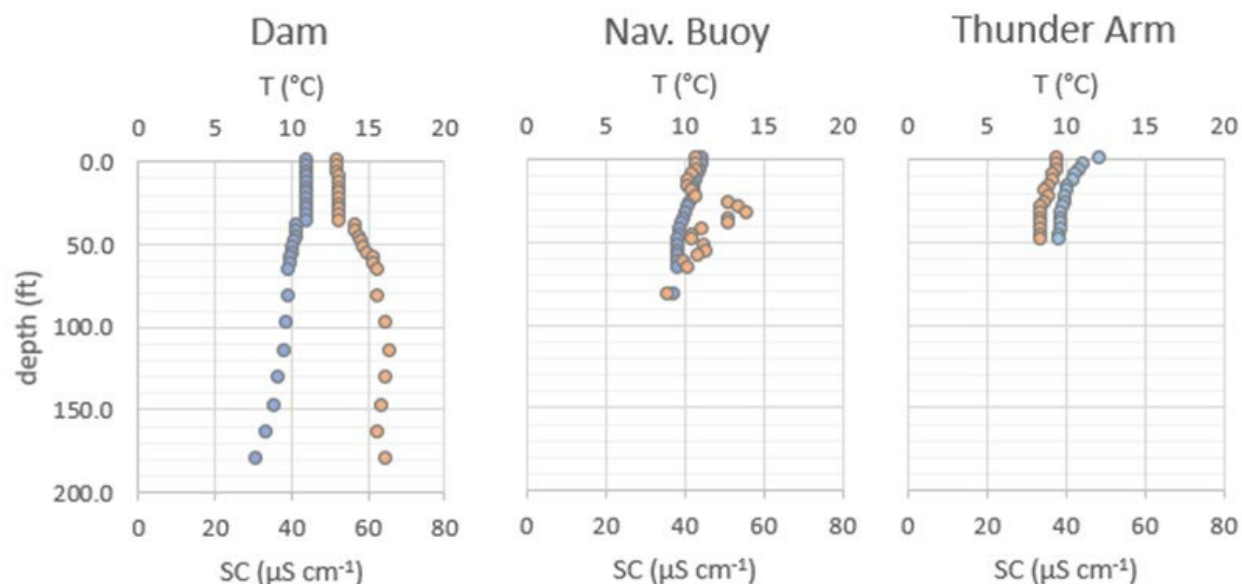 Dam Nav. Buoy Thunder Arm
T (°C) T (°C) T (°C)
0 5 10 15 20 0 5 10 15 20 0 5 10 15 20
0.0
50.0
100.0
150.0
200.0
depth (ft)
0 20 40 60 80 0 20 40 60 80 0 20 40 60 80
SC (µS cm⁻¹) SC (µS cm⁻¹) SC (µS cm⁻¹)